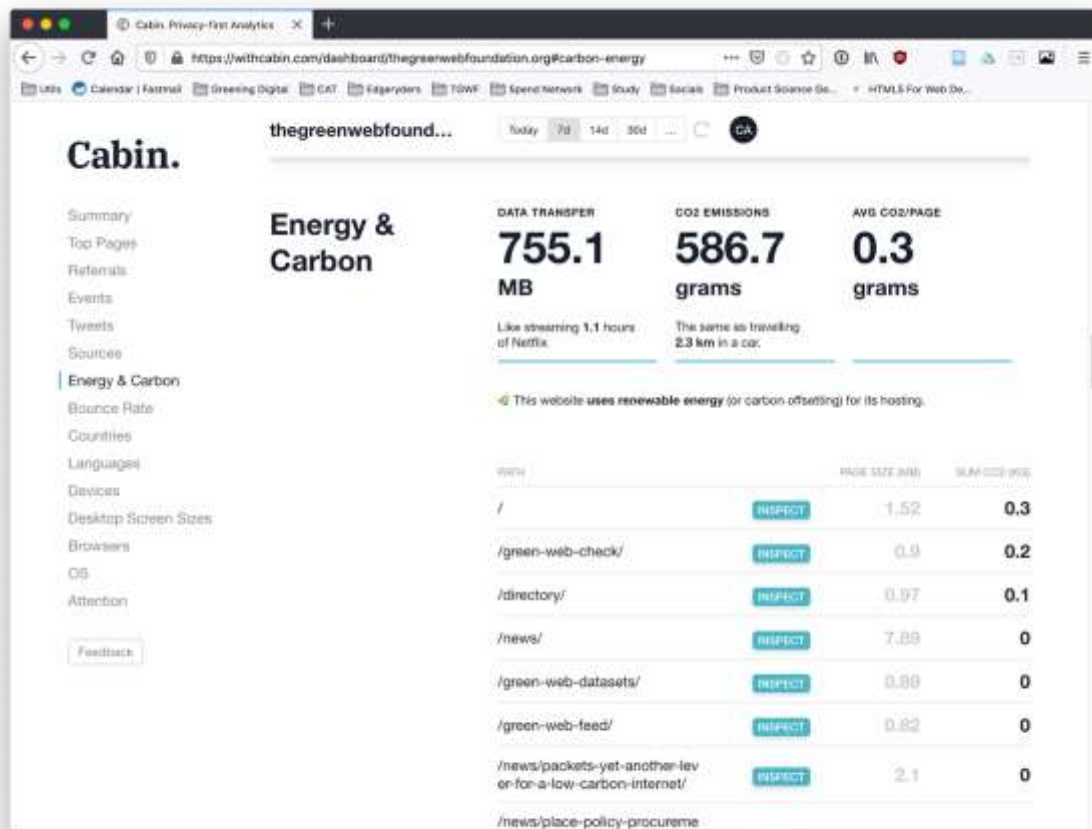 Cabin. Privacy-first Analytics
https://withcabin.com/dashboard/thegreenwebfoundation.org#carbon-energy
Utils Calendar | Fastmail Greening Digital CAT Edgeryders TGWF Spend Network Study Socials Product Science Ge... HTML5 For Web De...
thegreenwebfound...
Today 7d 14d 30d ... CA
Cabin.
Summary
Top Pages
Referrals
Events
Tweets
Sources
Energy & Carbon
Bounce Rate
Countries
Languages
Devices
Desktop Screen Sizes
Browsers
OS
Attention
Feedback
Energy &
Carbon
DATA TRANSFER
755.1
MB
Like streaming 1.1 hours
of Netflix
CO2 EMISSIONS
586.7
grams
The same as travelling
2.3 km in a car.
AVG CO2/PAGE
0.3
grams
This website uses renewable energy (or carbon offsetting) for its hosting.
PATH PAGE SIZE (MB) SUM CO2 (KG)
/ INSPECT 1.52 0.3
/green-web-check/ INSPECT 0.9 0.2
/directory/ INSPECT 0.97 0.1
/news/ INSPECT 7.89 0
/green-web-datasets/ INSPECT 0.89 0
/green-web-feed/ INSPECT 0.82 0
/news/packets-yet-another-lev
er-for-a-low-carbon-internet/ INSPECT 2.1 0
/news/place-policy-procureme